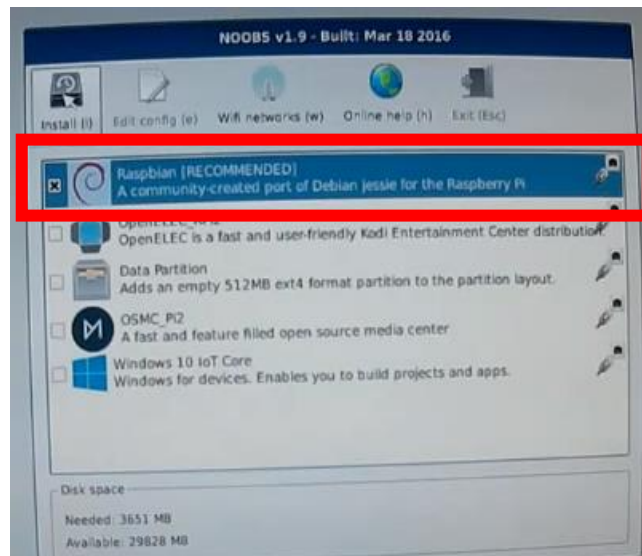 NOOBS v1.9 - Built: Mar 18 2016
Install (i) Edit config (e) Wifi networks (w) Online help (h) Exit (Esc)
Raspbian [RECOMMENDED]
A community-created port of Debian jessie for the Raspberry Pi
OpenELEC is a fast and user-friendly Kodi Entertainment Center distribution
Data Partition
Adds an empty 512MB ext4 format partition to the partition layout.
OSMC_Pi2
A fast and feature filled open source media center
Windows 10 IoT Core
Windows for devices. Enables you to build projects and apps.
Disk space
Needed: 3651 MB
Available: 29828 MB